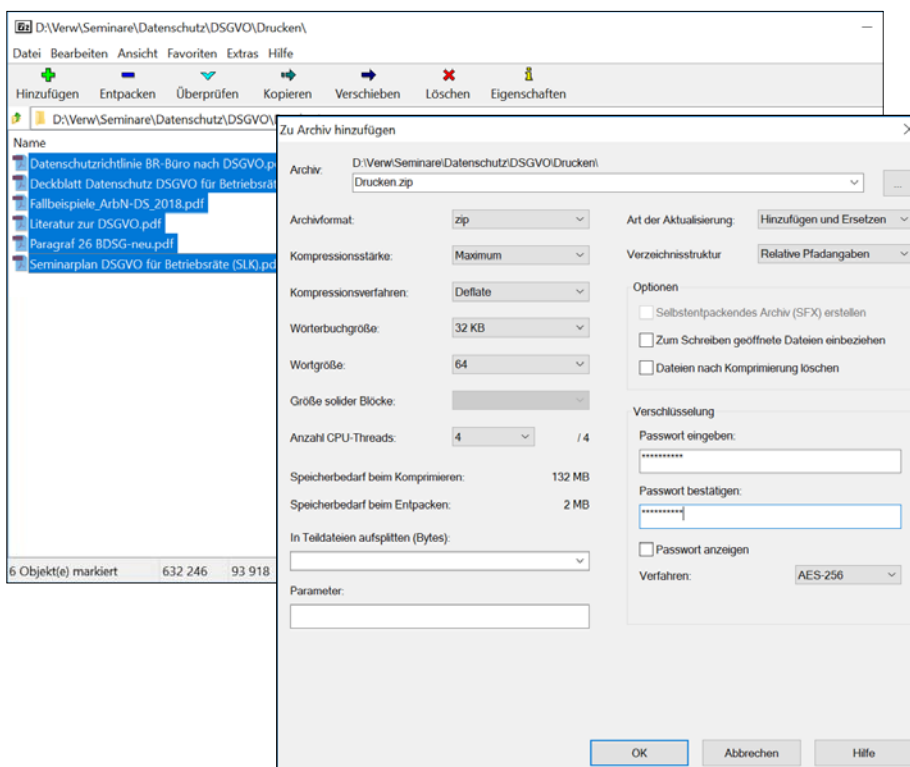 7z D:\Verw\Seminare\Datenschutz\DSGVO\Drucken\
Datei Bearbeiten Ansicht Favoriten Extras Hilfe
Hinzufügen Entpacken Überprüfen Kopieren Verschieben Löschen Eigenschaften
D:\Verw\Seminare\Datenschutz\DSGVO\
Name
Datenschutzrichtlinie BR-Büro nach DSGVO.p
Deckblatt Datenschutz DSGVO für Betriebsrät
Fallbeispiele_ArbN-DS_2018.pdf
Literatur zur DSGVO.pdf
Paragraf 26 BDSG-neu.pdf
Seminarplan DSGVO für Betriebsräte (SLK).pd
6 Objekt(e) markiert 632 246 93 918
Zu Archiv hinzufügen
Archiv: D:\Verw\Seminare\Datenschutz\DSGVO\Drucken\
Drucken.zip ...
Archivformat: zip
Kompressionsstärke: Maximum
Kompressionsverfahren: Deflate
Wörterbuchgröße: 32 KB
Wortgröße: 64
Größe solider Blöcke:
Anzahl CPU-Threads: 4 / 4
Speicherbedarf beim Komprimieren: 132 MB
Speicherbedarf beim Entpacken: 2 MB
In Teildateien aufsplitten (Bytes):
Parameter:
Art der Aktualisierung: Hinzufügen und Ersetzen
Verzeichnisstruktur Relative Pfadangaben
Optionen
Selbstentpackendes Archiv (SFX) erstellen
Zum Schreiben geöffnete Dateien einbeziehen
Dateien nach Komprimierung löschen
Verschlüsselung
Passwort eingeben:
**********
Passwort bestätigen:
**********
Passwort anzeigen
Verfahren: AES-256
OK Abbrechen Hilfe